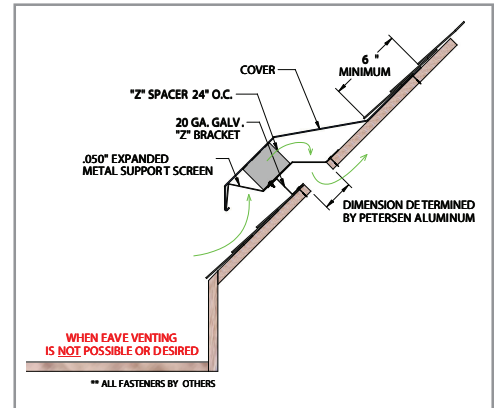 6 "
MINIMUM
COVER
"Z" SPACER 24" O.C.
20 GA. GALV.
"Z" BRACKET
.050" EXPANDED
METAL SUPPORT SCREEN
DIMENSION DETERMINED
BY PETERSEN ALUMINUM
WHEN EAVE VENTING
IS NOT POSSIBLE OR DESIRED
** ALL FASTENERS BY OTHERS